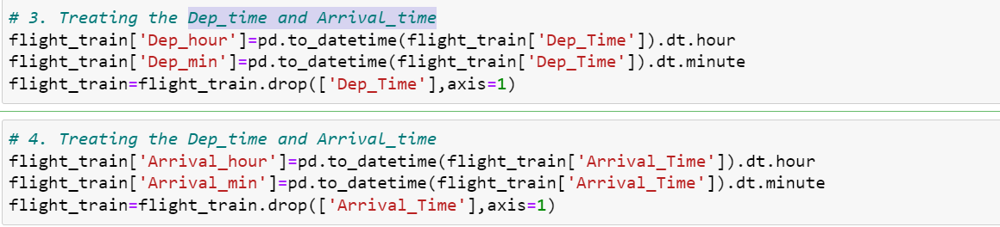 # 3. Treating the Dep_time and Arrival_time
flight_train['Dep_hour']=pd.to_datetime(flight_train['Dep_Time']).dt.hour
flight_train['Dep_min']=pd.to_datetime(flight_train['Dep_Time']).dt.minute
flight_train=flight_train.drop(['Dep_Time'],axis=1)
# 4. Treating the Dep_time and Arrival_time
flight_train['Arrival_hour']=pd.to_datetime(flight_train['Arrival_Time']).dt.hour
flight_train['Arrival_min']=pd.to_datetime(flight_train['Arrival_Time']).dt.minute
flight_train=flight_train.drop(['Arrival_Time'],axis=1)